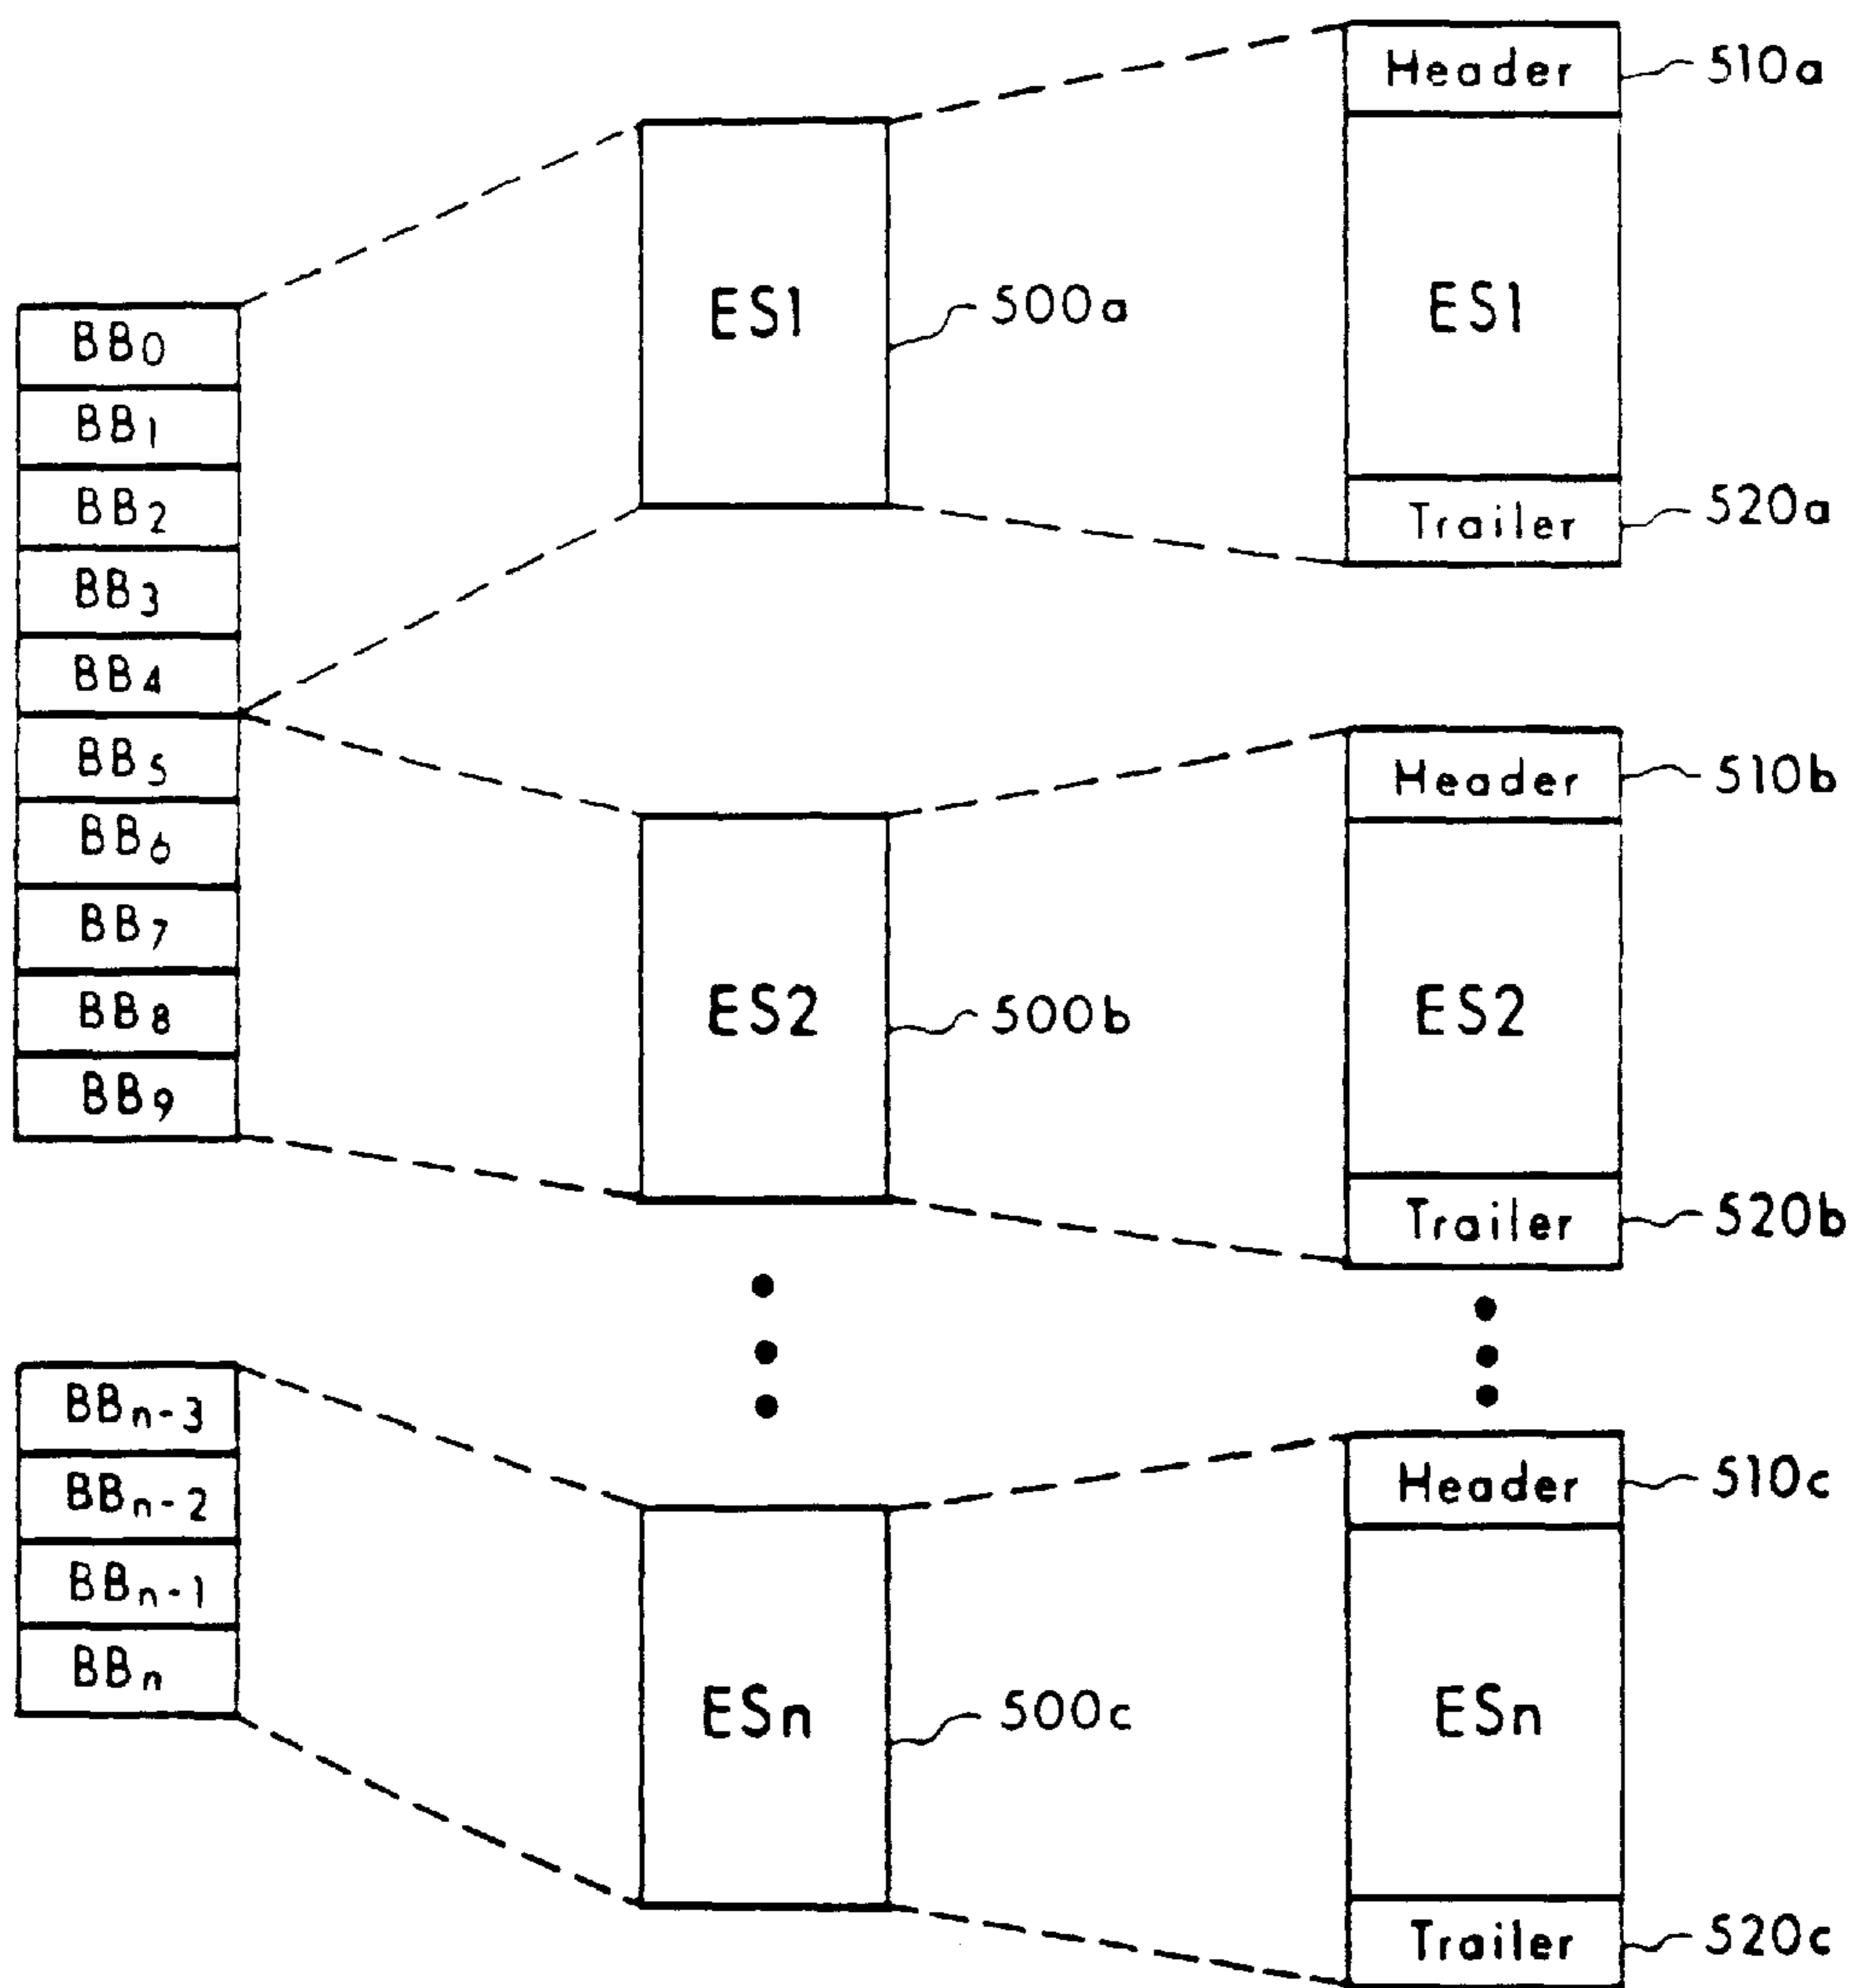 BB0
BB1
BB2
BB3
BB4
BB5
BB6
BB7
BB8
BB9
BBn-3
BBn-2
BBn-1
BBn
ES1
500a
ES2
500b
ESn
500c
Header
510a
ES1
Trailer
520a
Header
510b
ES2
Trailer
520b
Header
510c
ESn
Trailer
520c